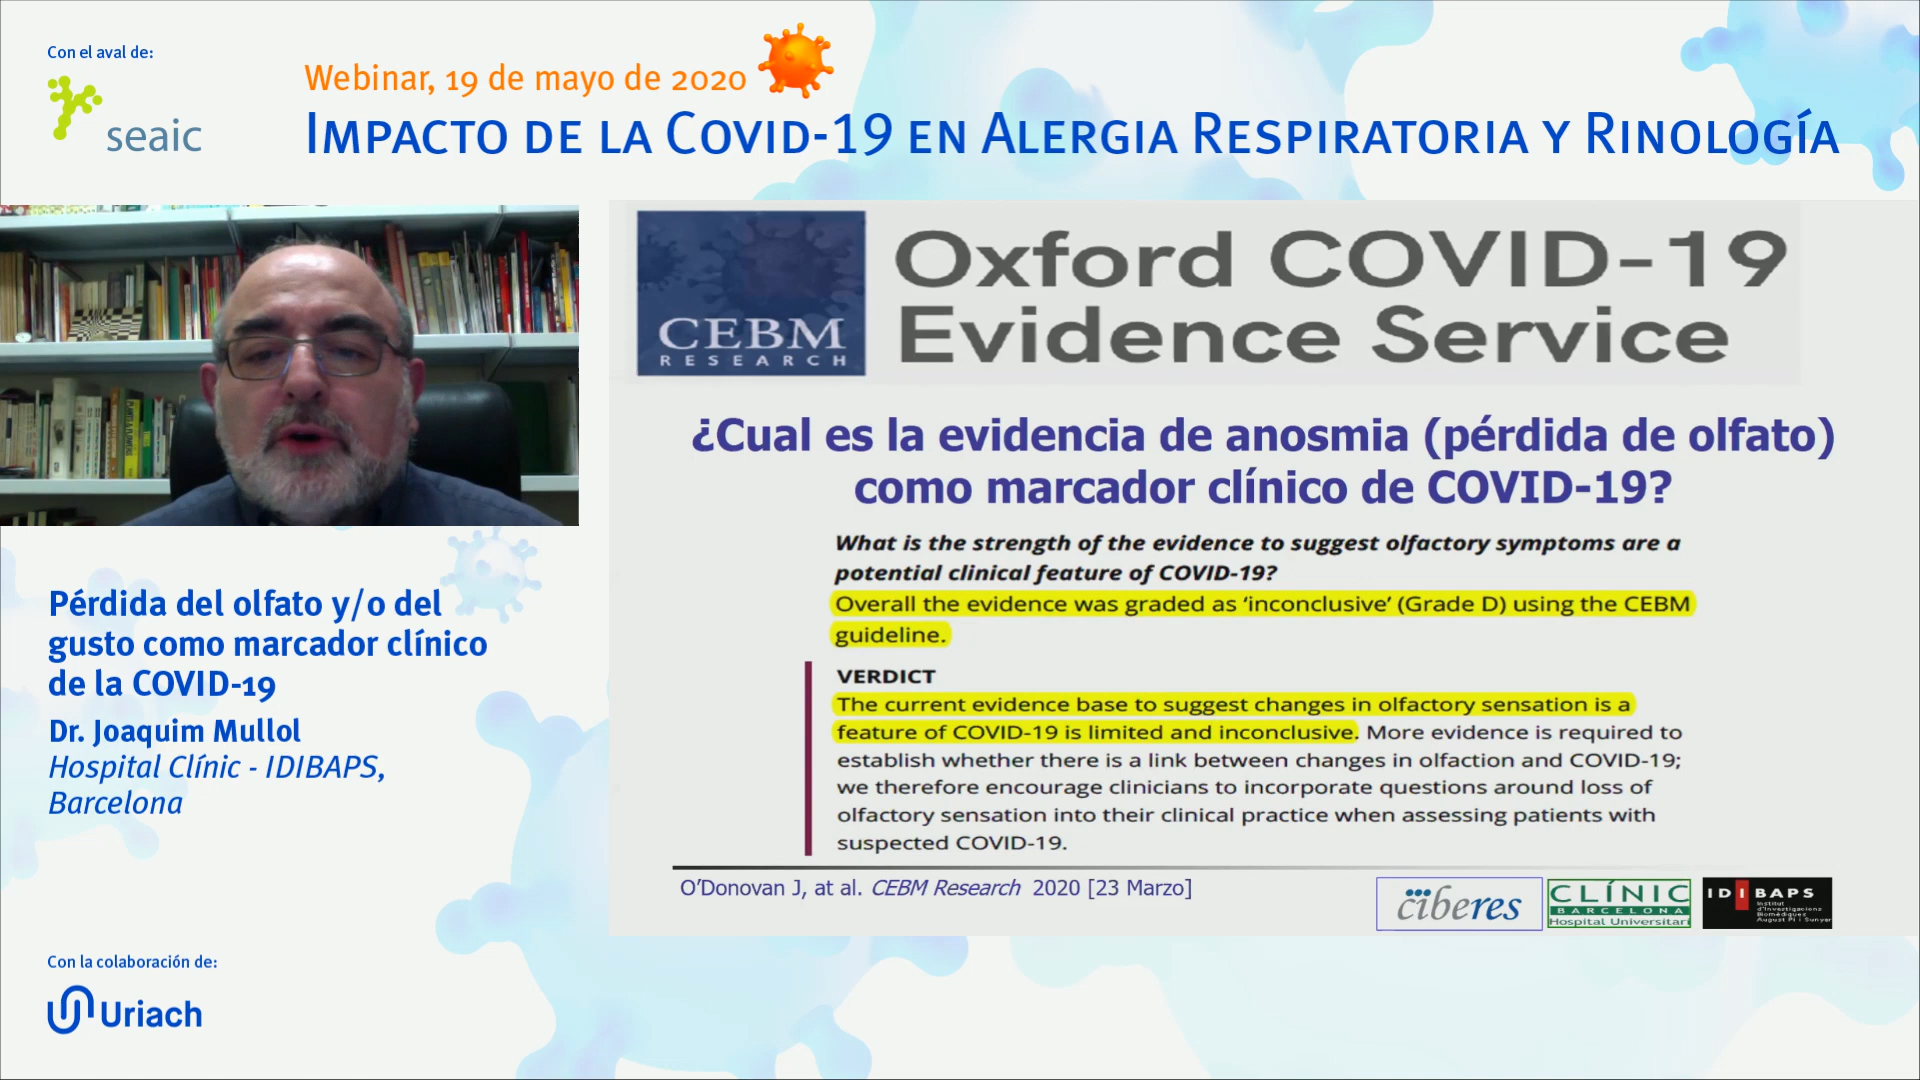 Con el aval de:
seaic
Webinar, 19 de mayo de 2020
IMPACTO DE LA COVID-19 EN ALERGIA RESPIRATORIA Y RINOLOGÍA
CEBM
RESEARCH
Oxford COVID-19
Evidence Service
¿Cual es la evidencia de anosmia (pérdida de olfato)
como marcador clínico de COVID-19?
What is the strength of the evidence to suggest olfactory symptoms are a
potential clinical feature of COVID-19?
Overall the evidence was graded as ‘inconclusive’ (Grade D) using the CEBM
guideline.
VERDICT
The current evidence base to suggest changes in olfactory sensation is a
feature of COVID-19 is limited and inconclusive. More evidence is required to
establish whether there is a link between changes in olfaction and COVID-19;
we therefore encourage clinicians to incorporate questions around loss of
olfactory sensation into their clinical practice when assessing patients with
suspected COVID-19.
O’Donovan J, at al. CEBM Research 2020 [23 Marzo]
ciberes
CLÍNIC
BARCELONA
Hospital Universitari
IDIBAPS
Institut
d'Investigacions
Biomèdiques
August Pi i Sunyer
Pérdida del olfato y/o del
gusto como marcador clínico
de la COVID-19
Dr. Joaquim Mullol
Hospital Clínic - IDIBAPS,
Barcelona
Con la colaboración de:
Uriach